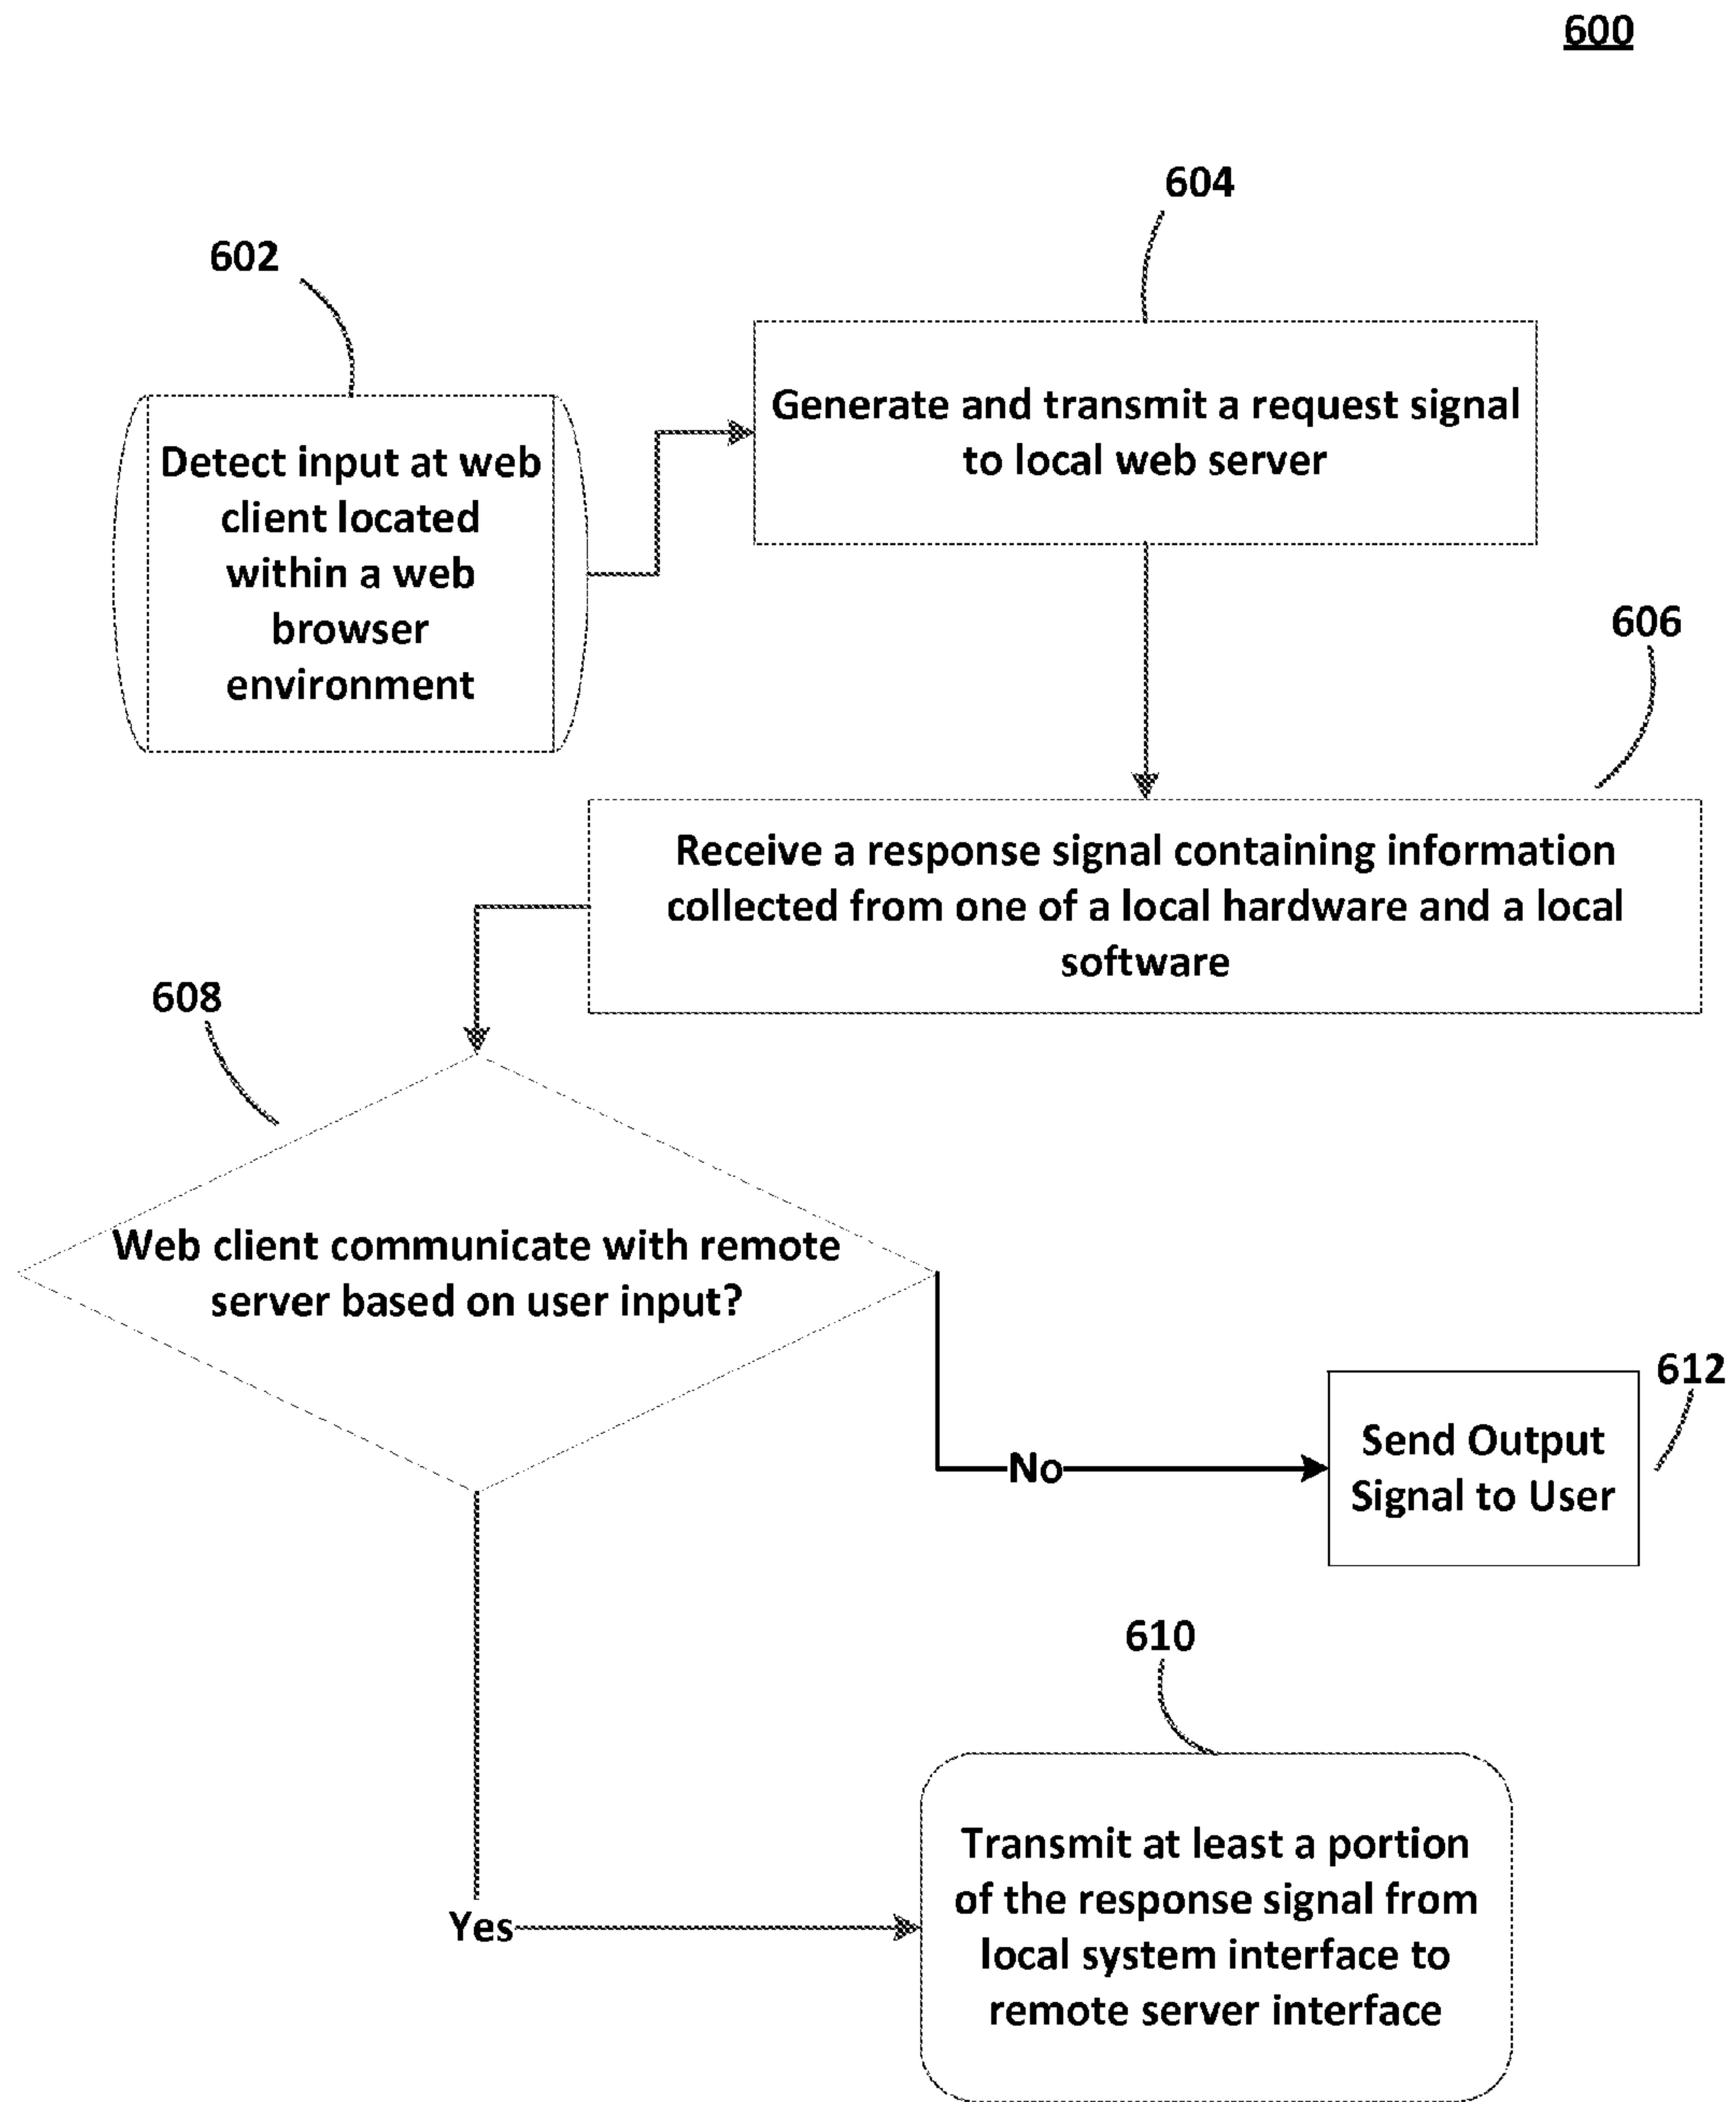 600
604
602
Generate and transmit a request signal
to local web server
Detect input at web
client located
within a web
browser
environment
606
Receive a response signal containing information
collected from one of a local hardware and a local
software
608
Web client communicate with remote
server based on user input?
612
No
Send Output
Signal to User
610
Yes
Transmit at least a portion
of the response signal from
local system interface to
remote server interface